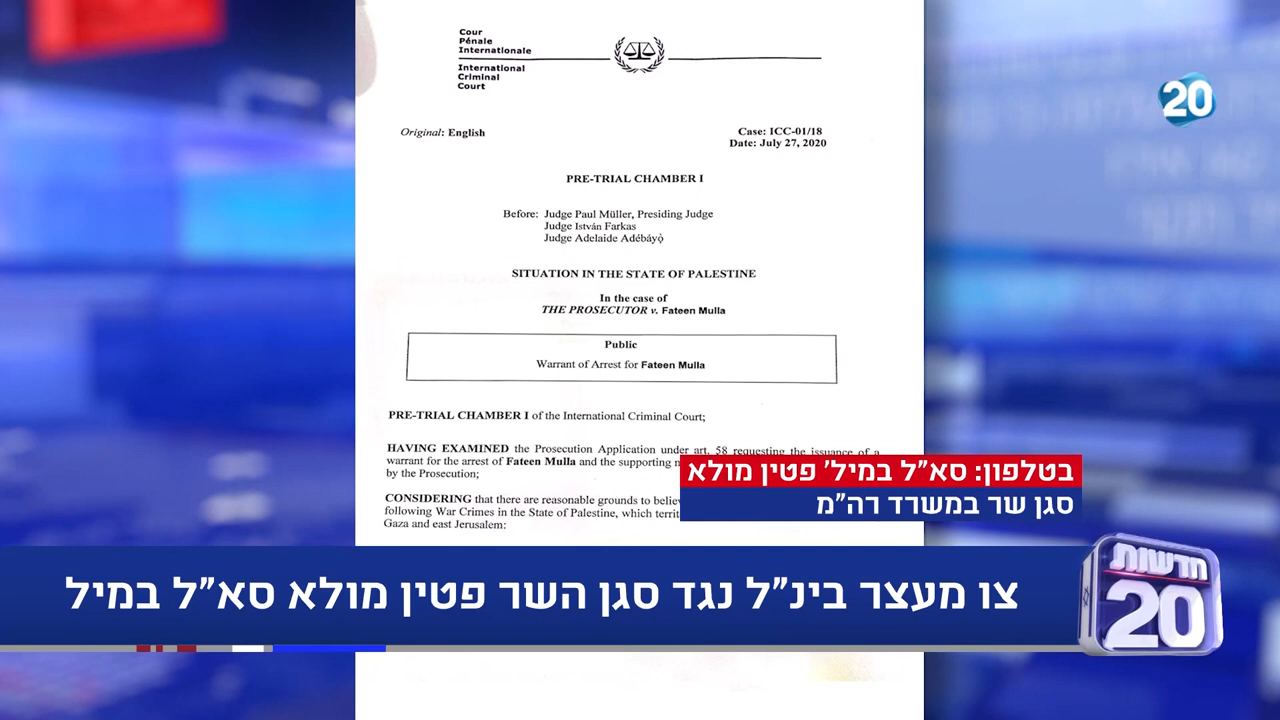 Cour
Pénale
Internationale
International
Criminal
Court
20
Original: English
Case: ICC-01/18
Date: July 27, 2020
PRE-TRIAL CHAMBER I
Before: Judge Paul Müller, Presiding Judge
Judge István Farkas
Judge Adelaide Adébáyọ̀
SITUATION IN THE STATE OF PALESTINE
In the case of
THE PROSECUTOR v. Fateen Mulla
Public
Warrant of Arrest for Fateen Mulla
PRE-TRIAL CHAMBER I of the International Criminal Court;
HAVING EXAMINED the Prosecution Application under art. 58 requesting the issuance of a
warrant for the arrest of Fateen Mulla and the supporting
by the Prosecution;
CONSIDERING that there are reasonable grounds to
following War Crimes in the State of Palestine, which
Gaza and east Jerusalem:
בטלפון: סא"ל במיל' פטין מולא
סגן שר במשרד רה"מ
צו מעצר בינ"ל נגד סגן השר פטין מולא סא"ל במיל
חדשות
20